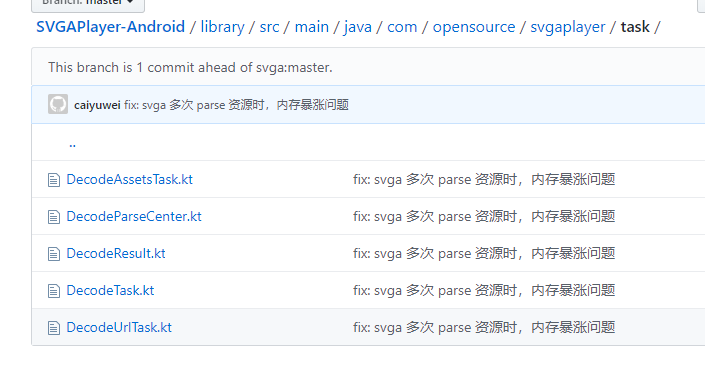 Branch: master
SVGAPlayer-Android / library / src / main / java / com / opensource / svgaplayer / task /
This branch is 1 commit ahead of svga:master.
caiyuwei fix: svga 多次 parse 资源时，内存暴涨问题
..
DecodeAssetsTask.kt fix: svga 多次 parse 资源时，内存暴涨问题
DecodeParseCenter.kt fix: svga 多次 parse 资源时，内存暴涨问题
DecodeResult.kt fix: svga 多次 parse 资源时，内存暴涨问题
DecodeTask.kt fix: svga 多次 parse 资源时，内存暴涨问题
DecodeUrlTask.kt fix: svga 多次 parse 资源时，内存暴涨问题